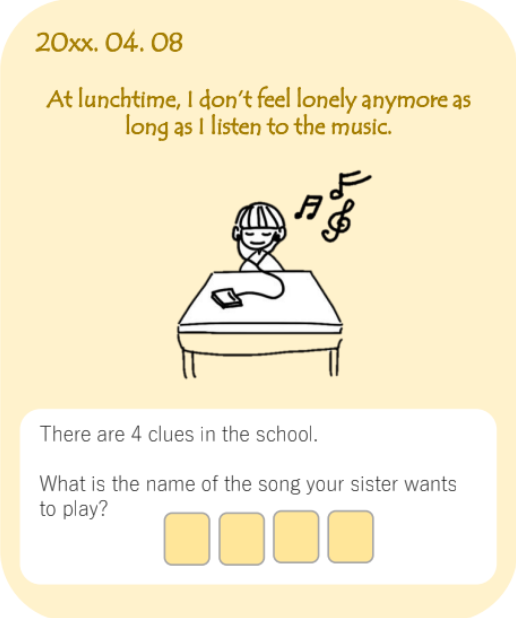 20xx. 04. 08
At lunchtime, I don't feel lonely anymore as
long as I listen to the music.
There are 4 clues in the school.
What is the name of the song your sister wants
to play?